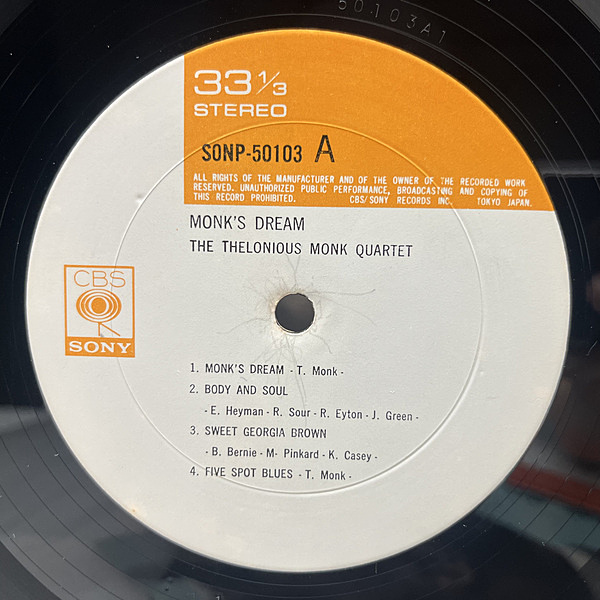 50103A1
33 1/3
STEREO
SONP-50103 A
ALL RIGHTS OF THE MANUFACTURER AND OF THE OWNER OF THE RECORDED WORK
RESERVED. UNAUTHORIZED PUBLIC PERFORMANCE, BROADCASTING AND COPYING OF
THIS RECORD PROHIBITED. CBS/SONY RECORDS INC. TOKYO JAPAN.
MONK'S DREAM
THE THELONIOUS MONK QUARTET
CBS
SONY
1. MONK'S DREAM - T. Monk -
2. BODY AND SOUL
- E. Heyman - R. Sour - R. Eyton - J. Green -
3. SWEET GEORGIA BROWN
- B. Bernie - M- Pinkard - K. Casey -
4. FIVE SPOT BLUES - T. Monk -